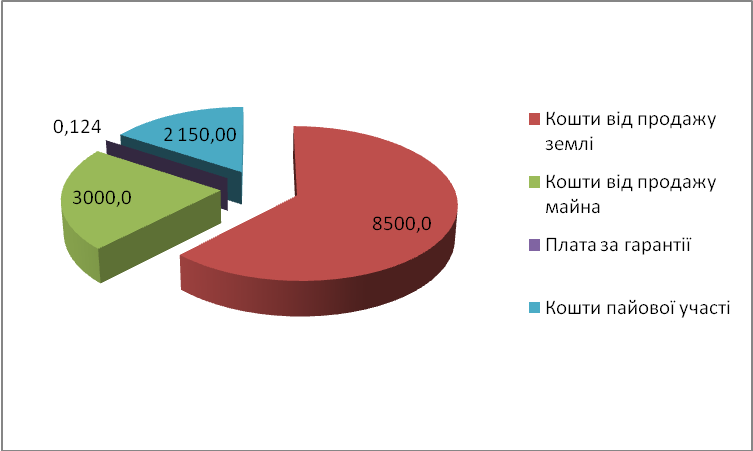 0,124
2 150,00
3000,0
8500,0
Кошти від продажу
землі
Кошти від продажу
майна
Плата за гарантії
Кошти пайової участі